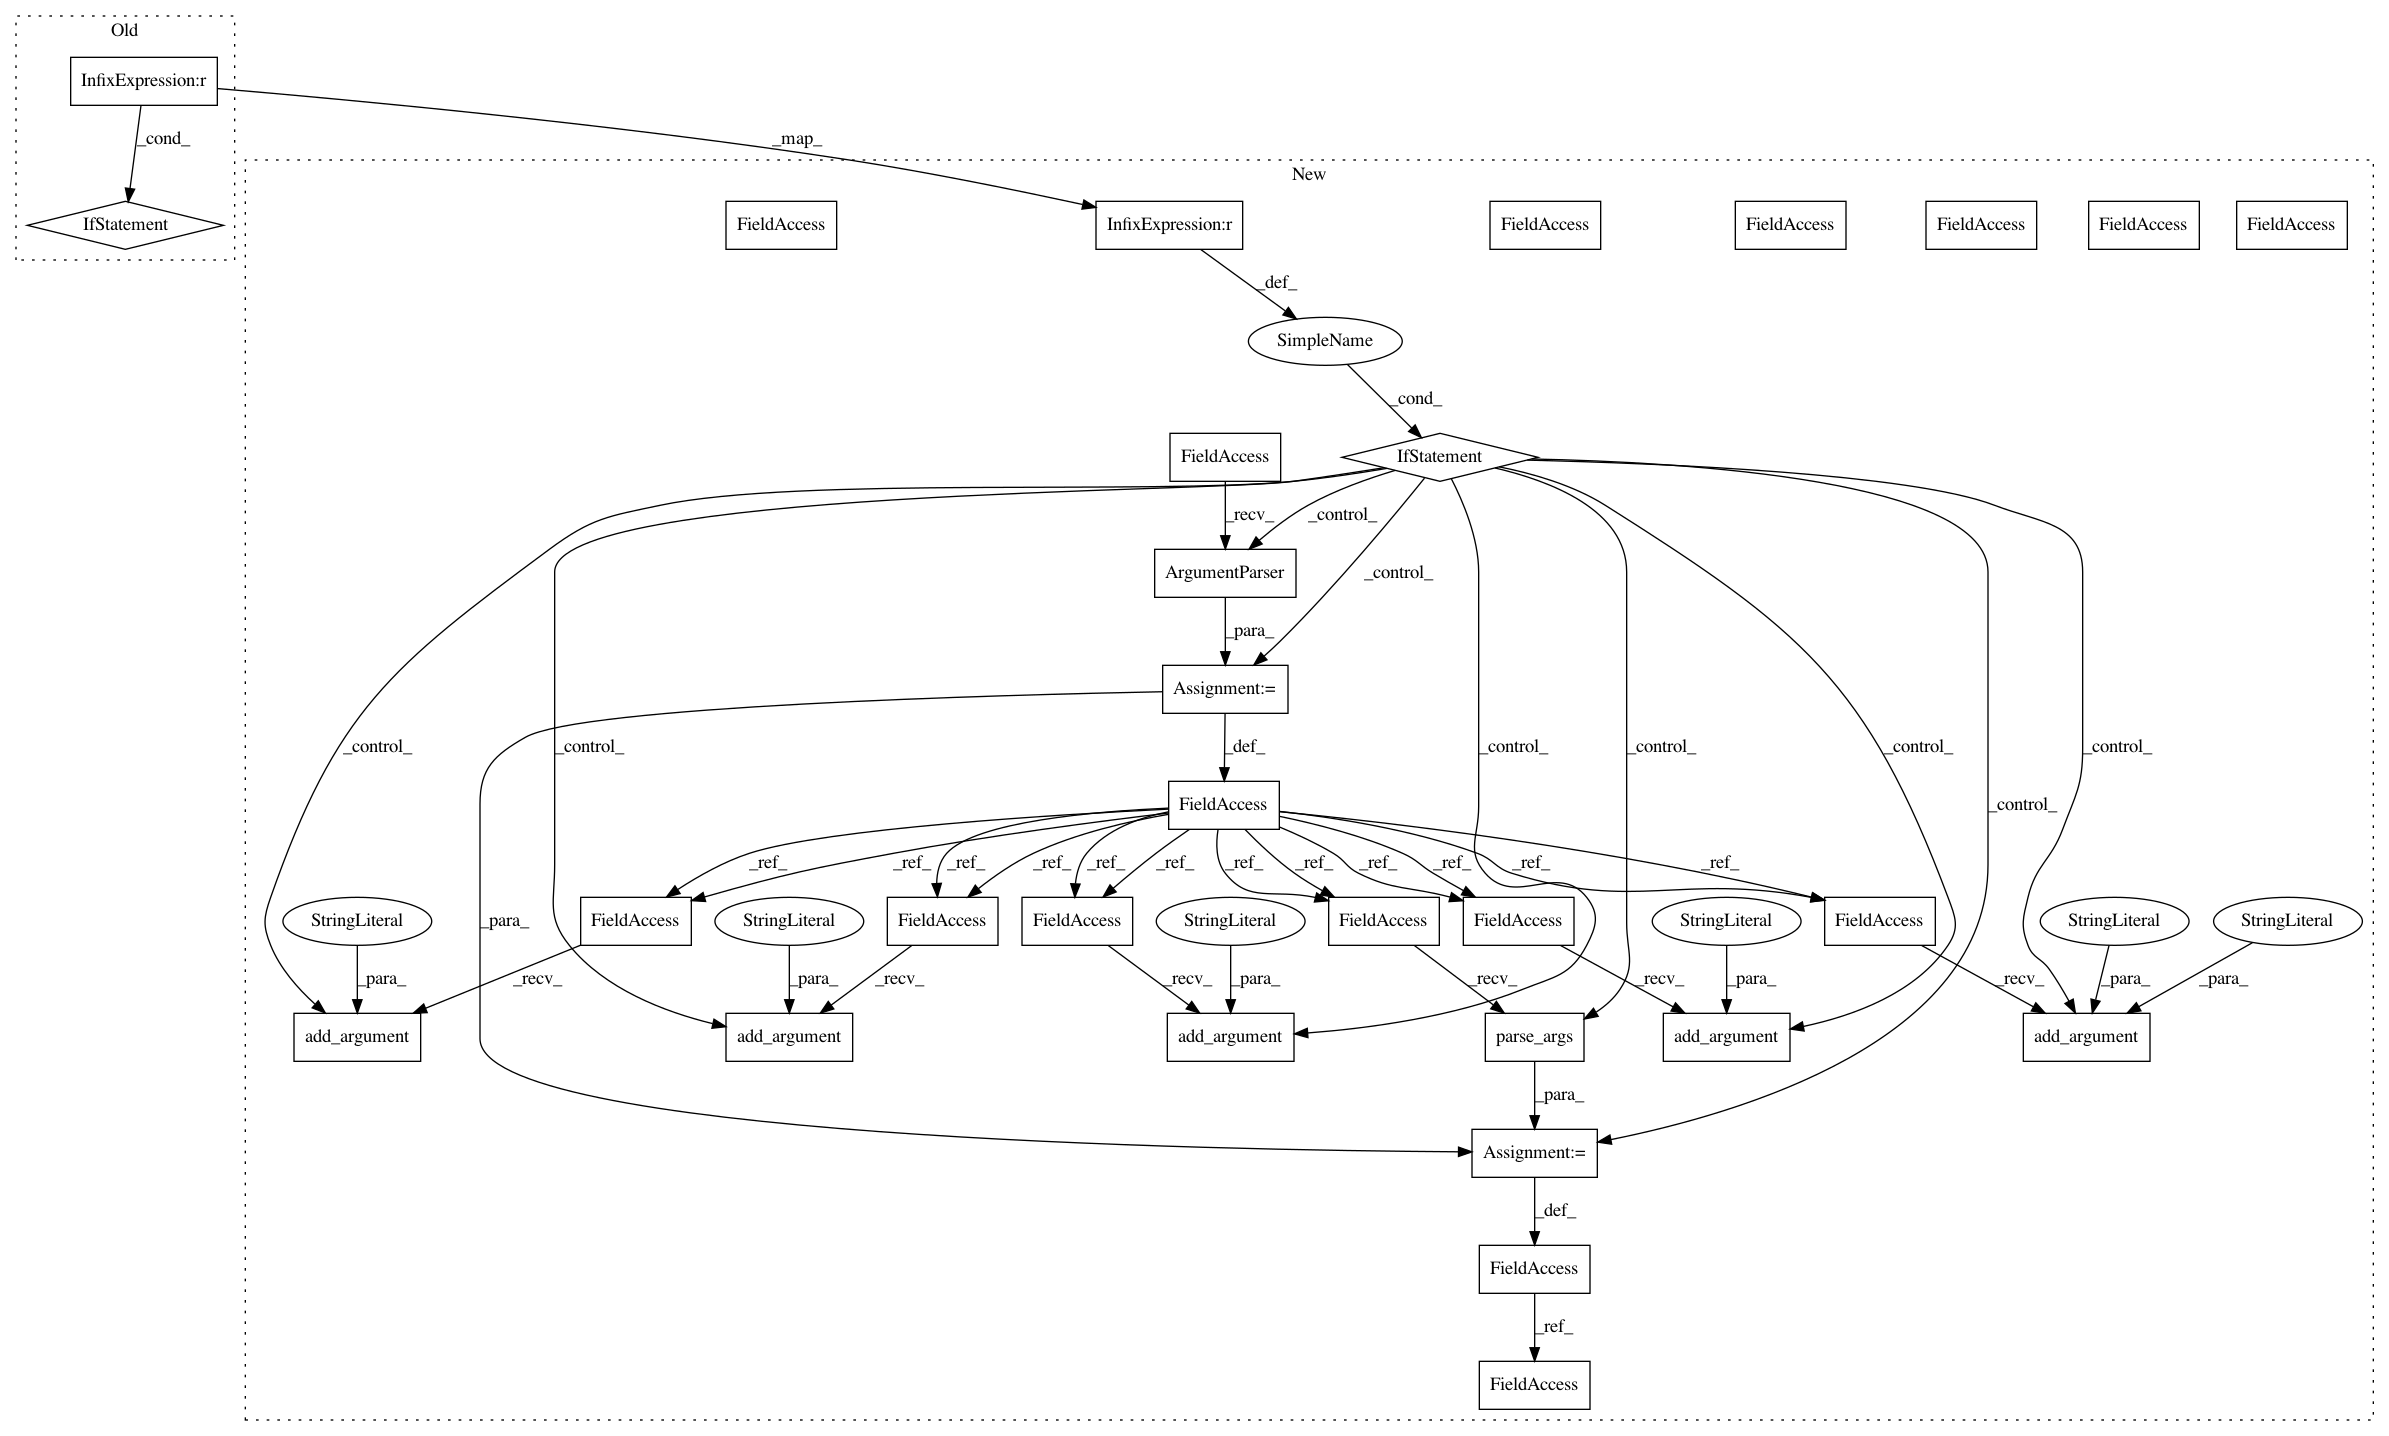 Old
InfixExpression:r
_cond_
_map_
IfStatement
New
FieldAccess
InfixExpression:r
FieldAccess
FieldAccess
FieldAccess
FieldAccess
FieldAccess
_def_
SimpleName
_cond_
FieldAccess
IfStatement
_recv_
_control_
ArgumentParser
_control_
_para_
Assignment:=
_control_
_control_
_def_
_control_
_control_
_control_
_control_
FieldAccess
_control_
_ref_
_ref_
_ref_
_ref_
_ref_
_ref_
_ref_
_ref_
_ref_
_ref_
_ref_
_ref_
StringLiteral
_para_
FieldAccess
StringLiteral
FieldAccess
FieldAccess
StringLiteral
FieldAccess
FieldAccess
StringLiteral
FieldAccess
StringLiteral
StringLiteral
_para_
_recv_
_para_
_recv_
_recv_
_para_
_recv_
_recv_
_para_
_recv_
_para_
_para_
add_argument
add_argument
add_argument
parse_args
add_argument
add_argument
_para_
Assignment:=
_def_
FieldAccess
_ref_
FieldAccess